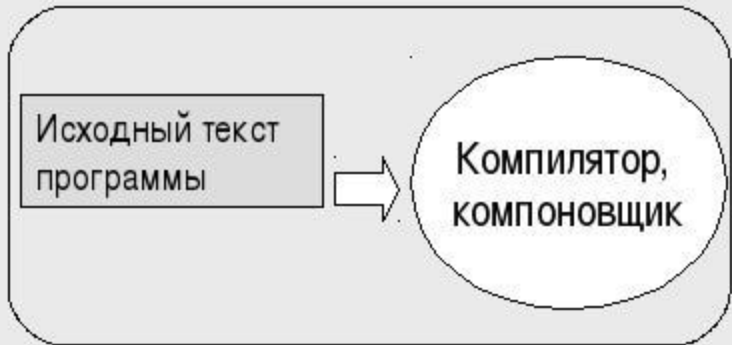 Исходный текст
программы
Компилятор,
компоновщик